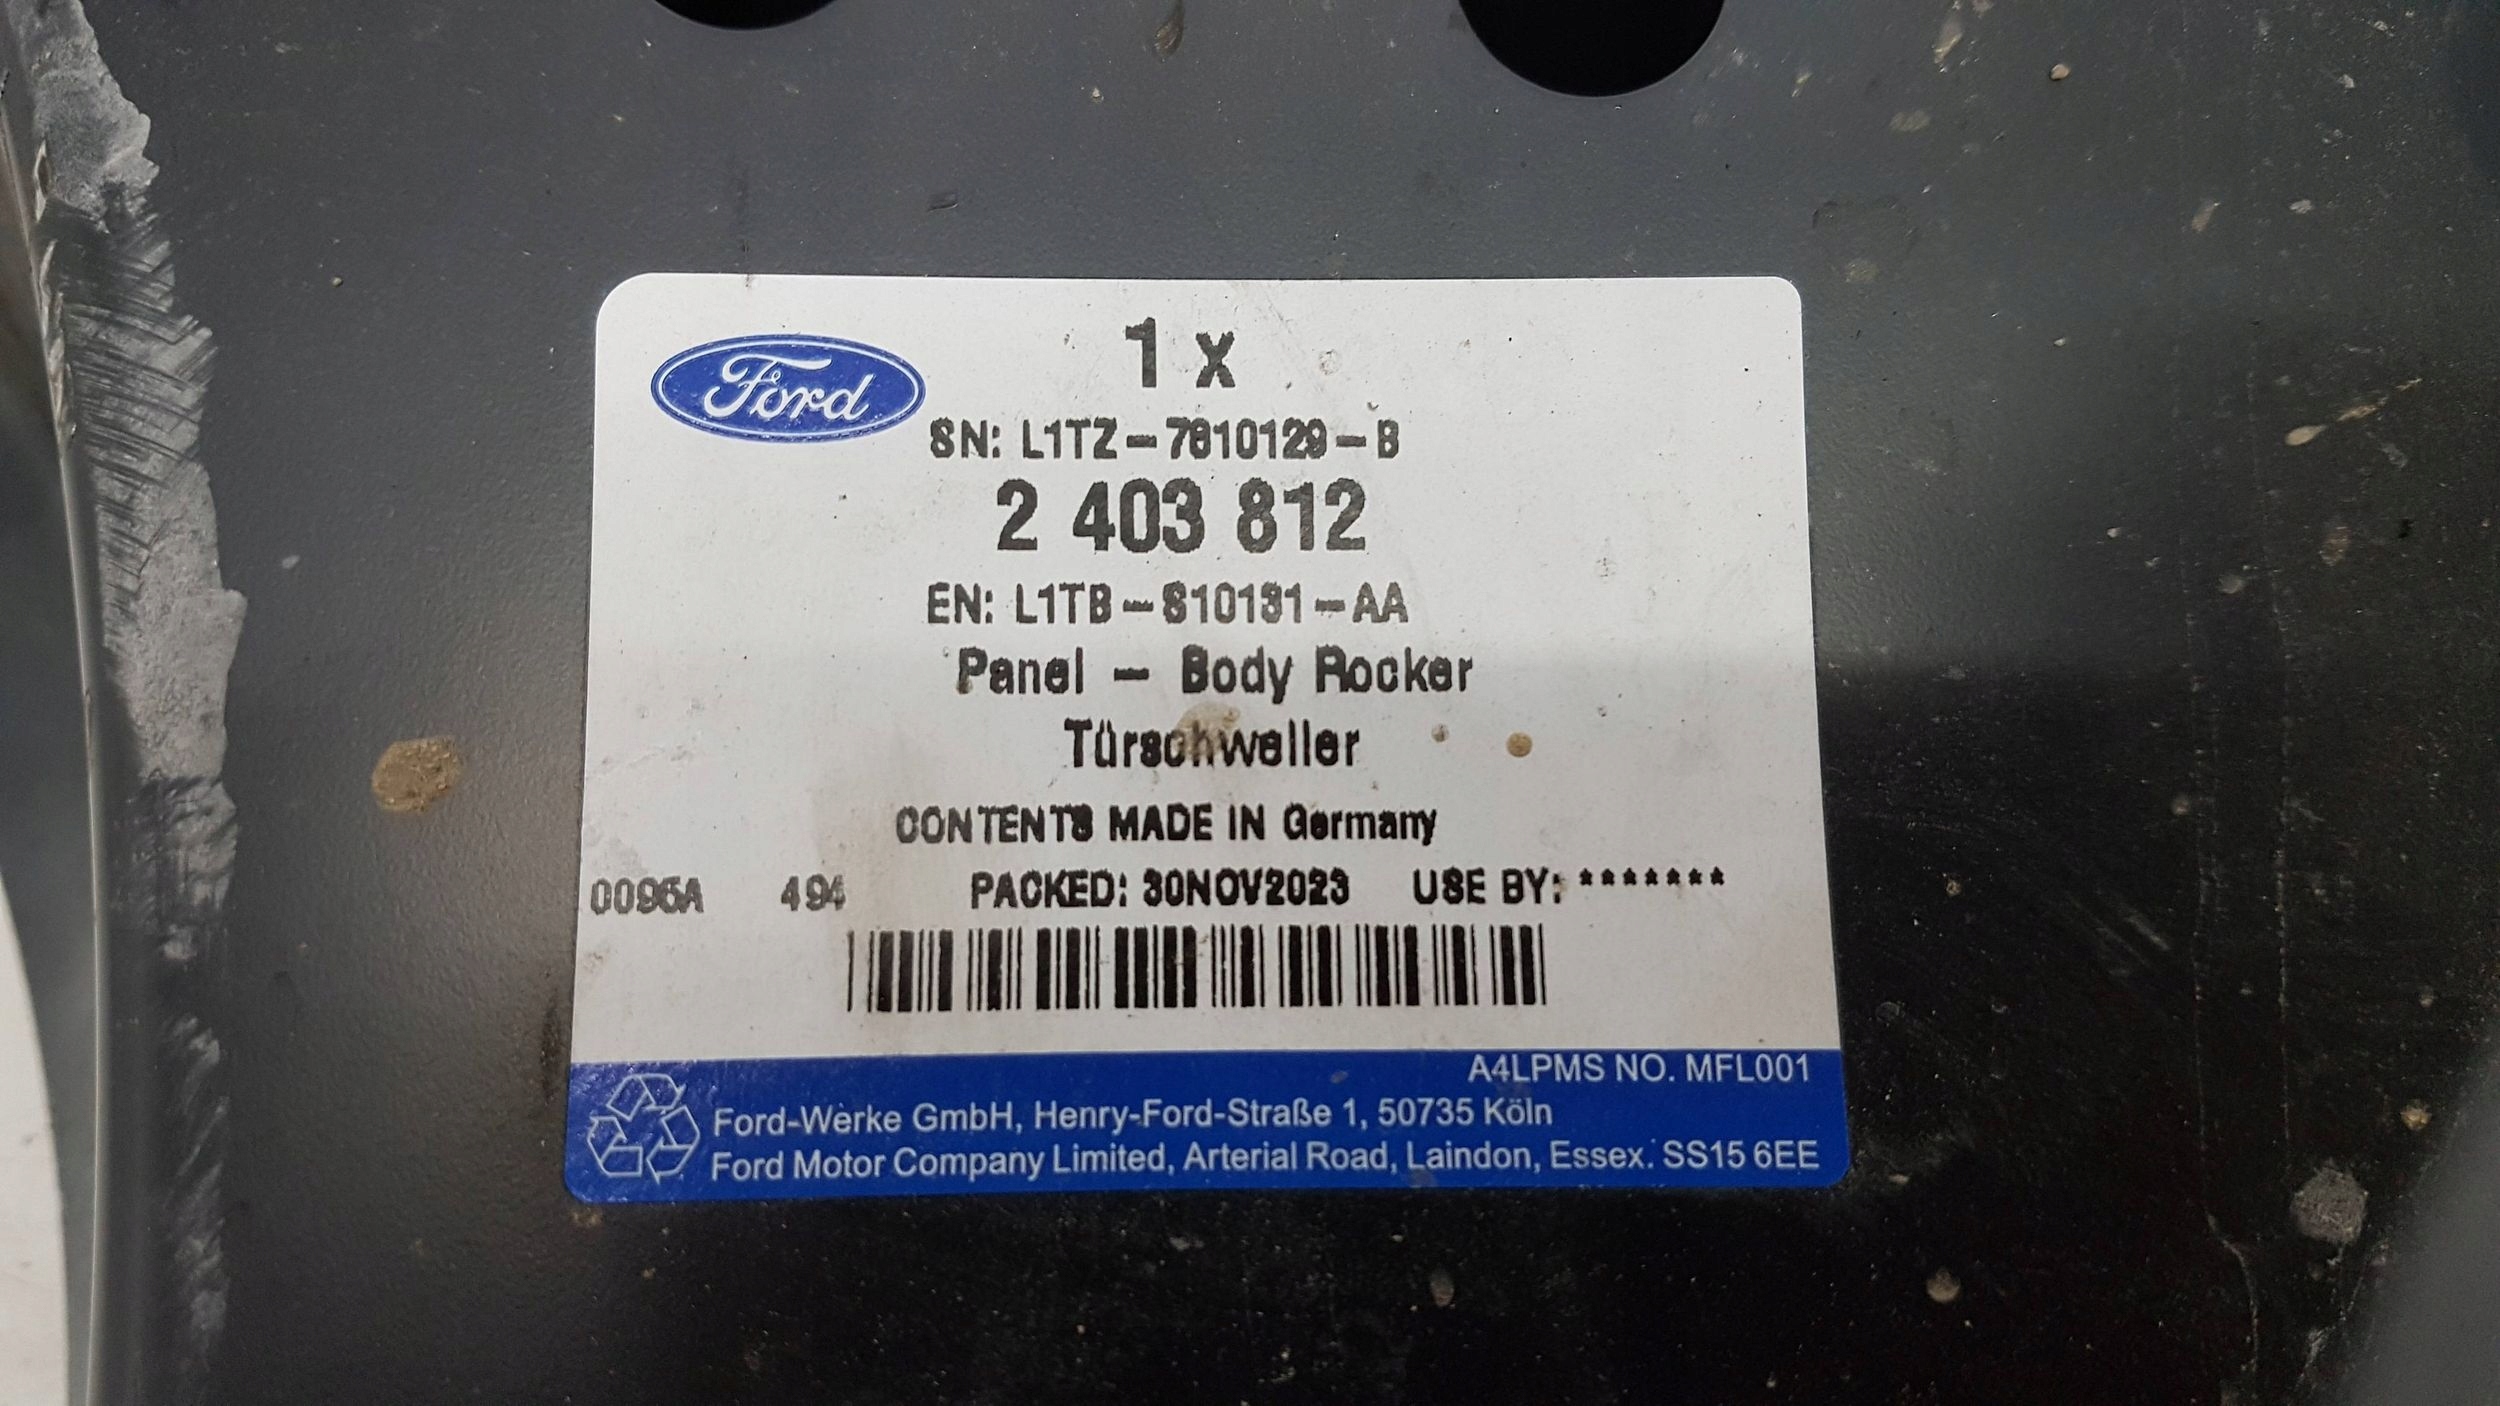 Ford
1 x
SN: L1TZ-7810129-B
2 403 812
EN: L1TB-S10131-AA
Panel - Body Rocker
Türschweller
CONTENTS MADE IN Germany
0095A 494 PACKED: 30NOV2023 USE BY: *******
A4LPMS NO. MFL001
Ford-Werke GmbH, Henry-Ford-Straße 1, 50735 Köln
Ford Motor Company Limited, Arterial Road, Laindon, Essex. SS15 6EE